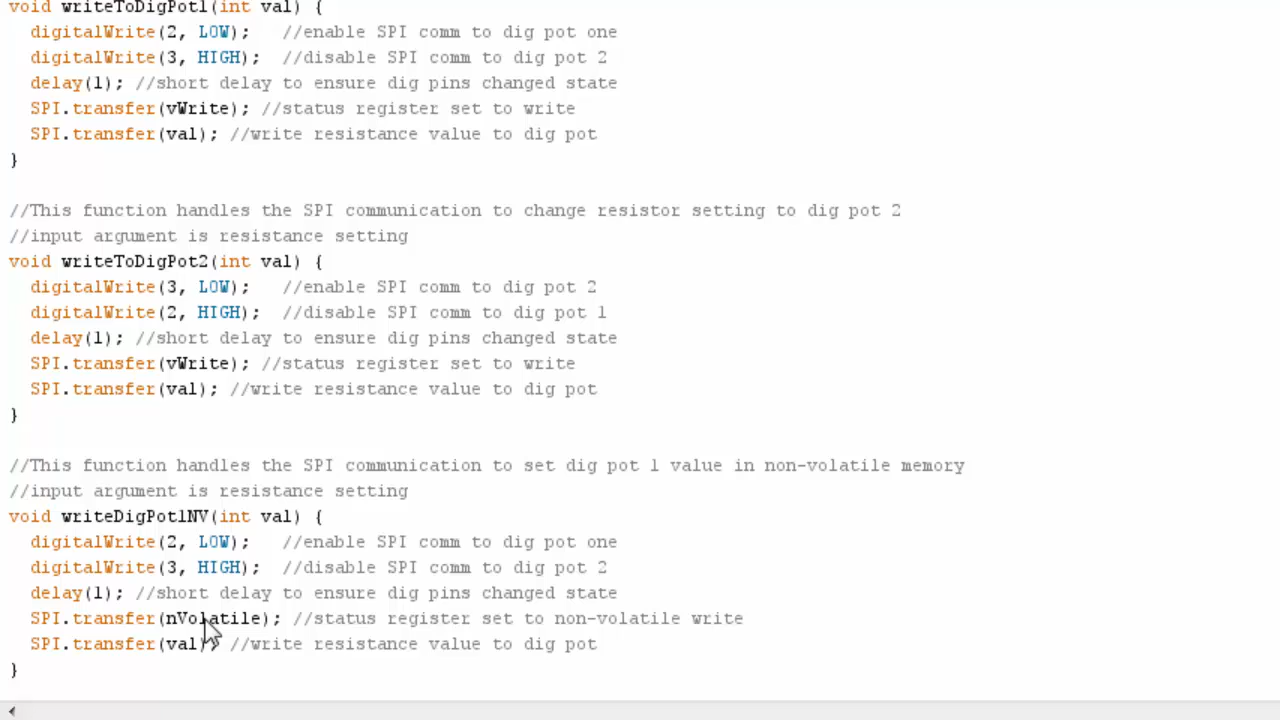 void writeToDigPot1(int val) {
  digitalWrite(2, LOW);   //enable SPI comm to dig pot one
  digitalWrite(3, HIGH);  //disable SPI comm to dig pot 2
  delay(1); //short delay to ensure dig pins changed state
  SPI.transfer(vWrite); //status register set to write
  SPI.transfer(val); //write resistance value to dig pot
}
//This function handles the SPI communication to change resistor setting to dig pot 2
//input argument is resistance setting
void writeToDigPot2(int val) {
  digitalWrite(3, LOW);   //enable SPI comm to dig pot 2
  digitalWrite(2, HIGH);  //disable SPI comm to dig pot 1
  delay(1); //short delay to ensure dig pins changed state
  SPI.transfer(vWrite); //status register set to write
  SPI.transfer(val); //write resistance value to dig pot
}
//This function handles the SPI communication to set dig pot 1 value in non-volatile memory
//input argument is resistance setting
void writeDigPot1NV(int val) {
  digitalWrite(2, LOW);   //enable SPI comm to dig pot one
  digitalWrite(3, HIGH);  //disable SPI comm to dig pot 2
  delay(1); //short delay to ensure dig pins changed state
  SPI.transfer(nVolatile); //status register set to non-volatile write
  SPI.transfer(val); //write resistance value to dig pot
}